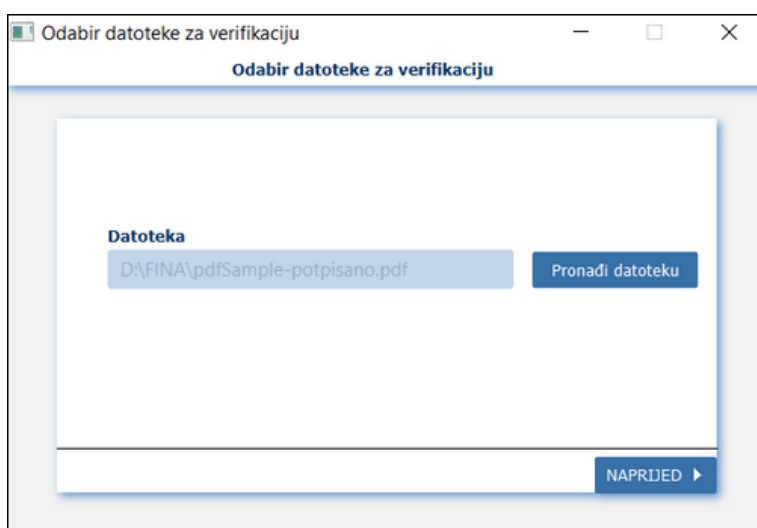 Odabir datoteke za verifikaciju
Odabir datoteke za verifikaciju
Datoteka
D:\FINA\pdfSample-potpisano.pdf
Pronađi datoteku
NAPRIJED